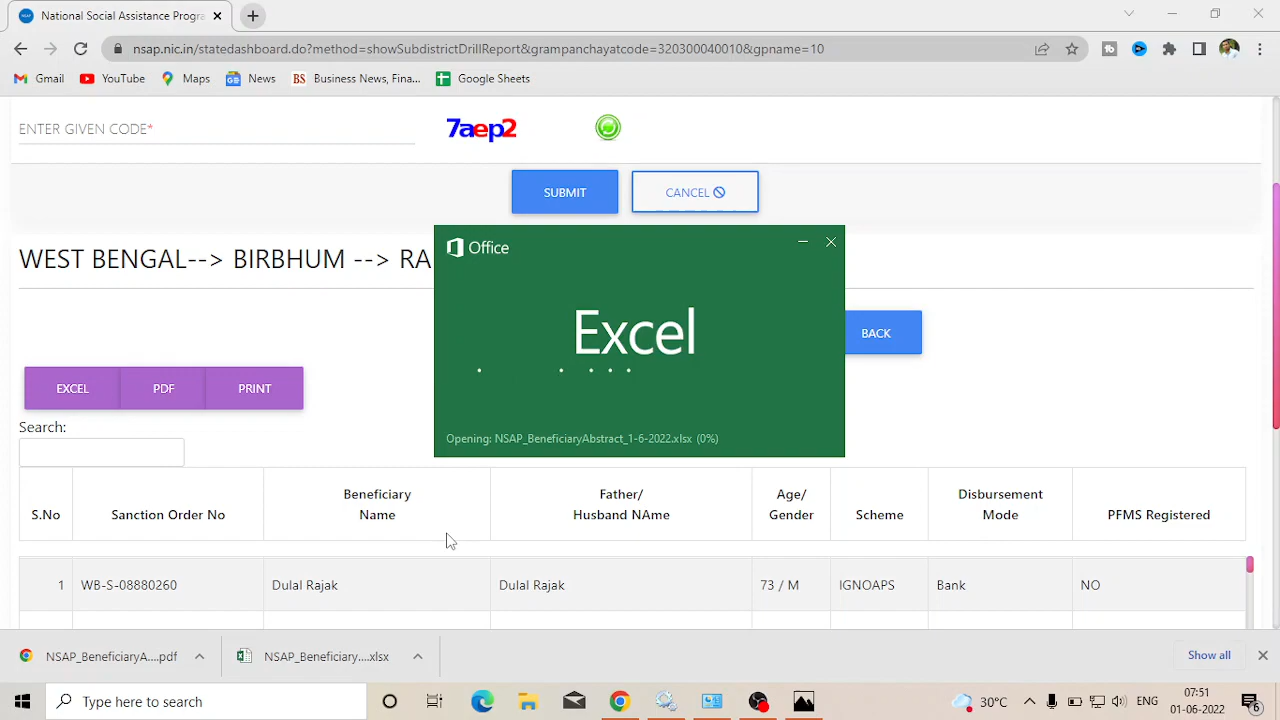 National Social Assistance Progra
nsap.nic.in/statedashboard.do?method=showSubdistrictDrillReport&grampanchayatcode=320300040010&gpname=10
Gmail YouTube Maps News BS Business News, Fina... Google Sheets
ENTER GIVEN CODE*
7aep2
SUBMIT
CANCEL
WEST BENGAL--> BIRBHUM --> RA
Office
Excel
Opening: NSAP_BeneficiaryAbstract_1-6-2022.xlsx (0%)
BACK
EXCEL PDF PRINT
Search:
S.No Sanction Order No Beneficiary Name Father/ Husband NAme Age/ Gender Scheme Disbursement Mode PFMS Registered
1 WB-S-08880260 Dulal Rajak Dulal Rajak 73 / M IGNOAPS Bank NO
NSAP_BeneficiaryA....pdf NSAP_Beneficiary....xlsx Show all
Type here to search
30°C
ENG
07:31
01-06-2022
6